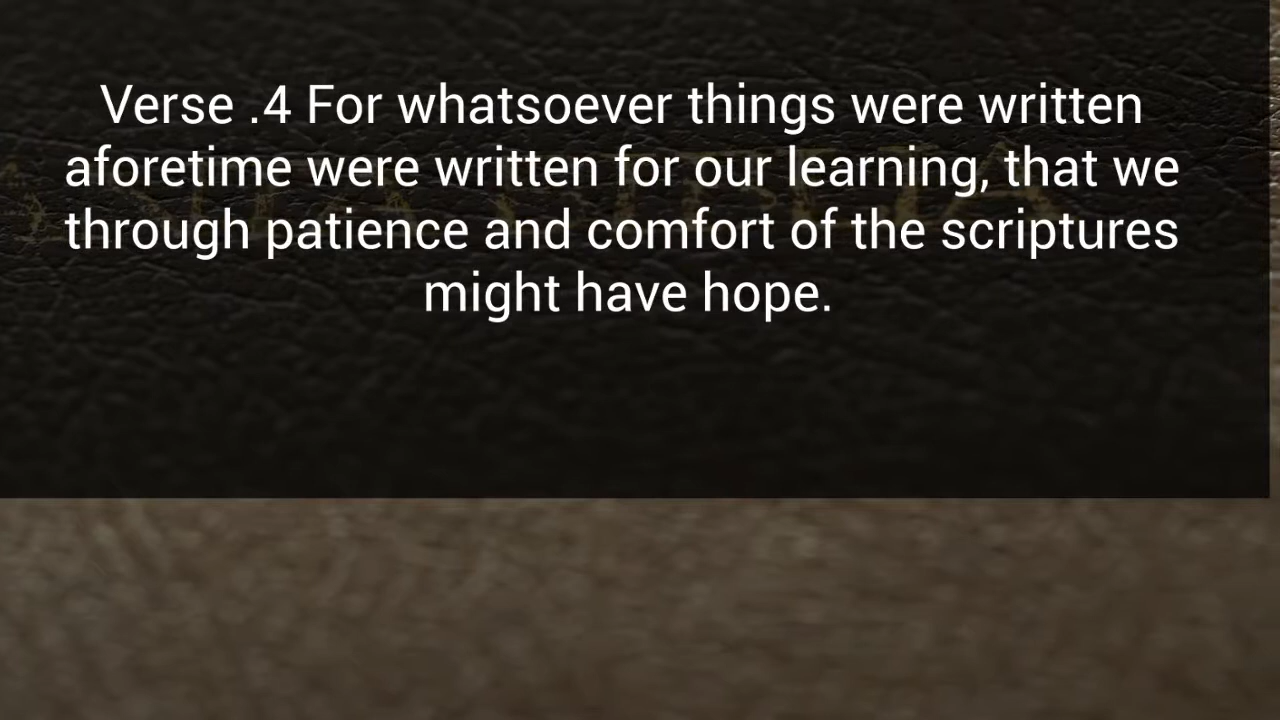 Verse .4 For whatsoever things were written
aforetime were written for our learning, that we
through patience and comfort of the scriptures
might have hope.